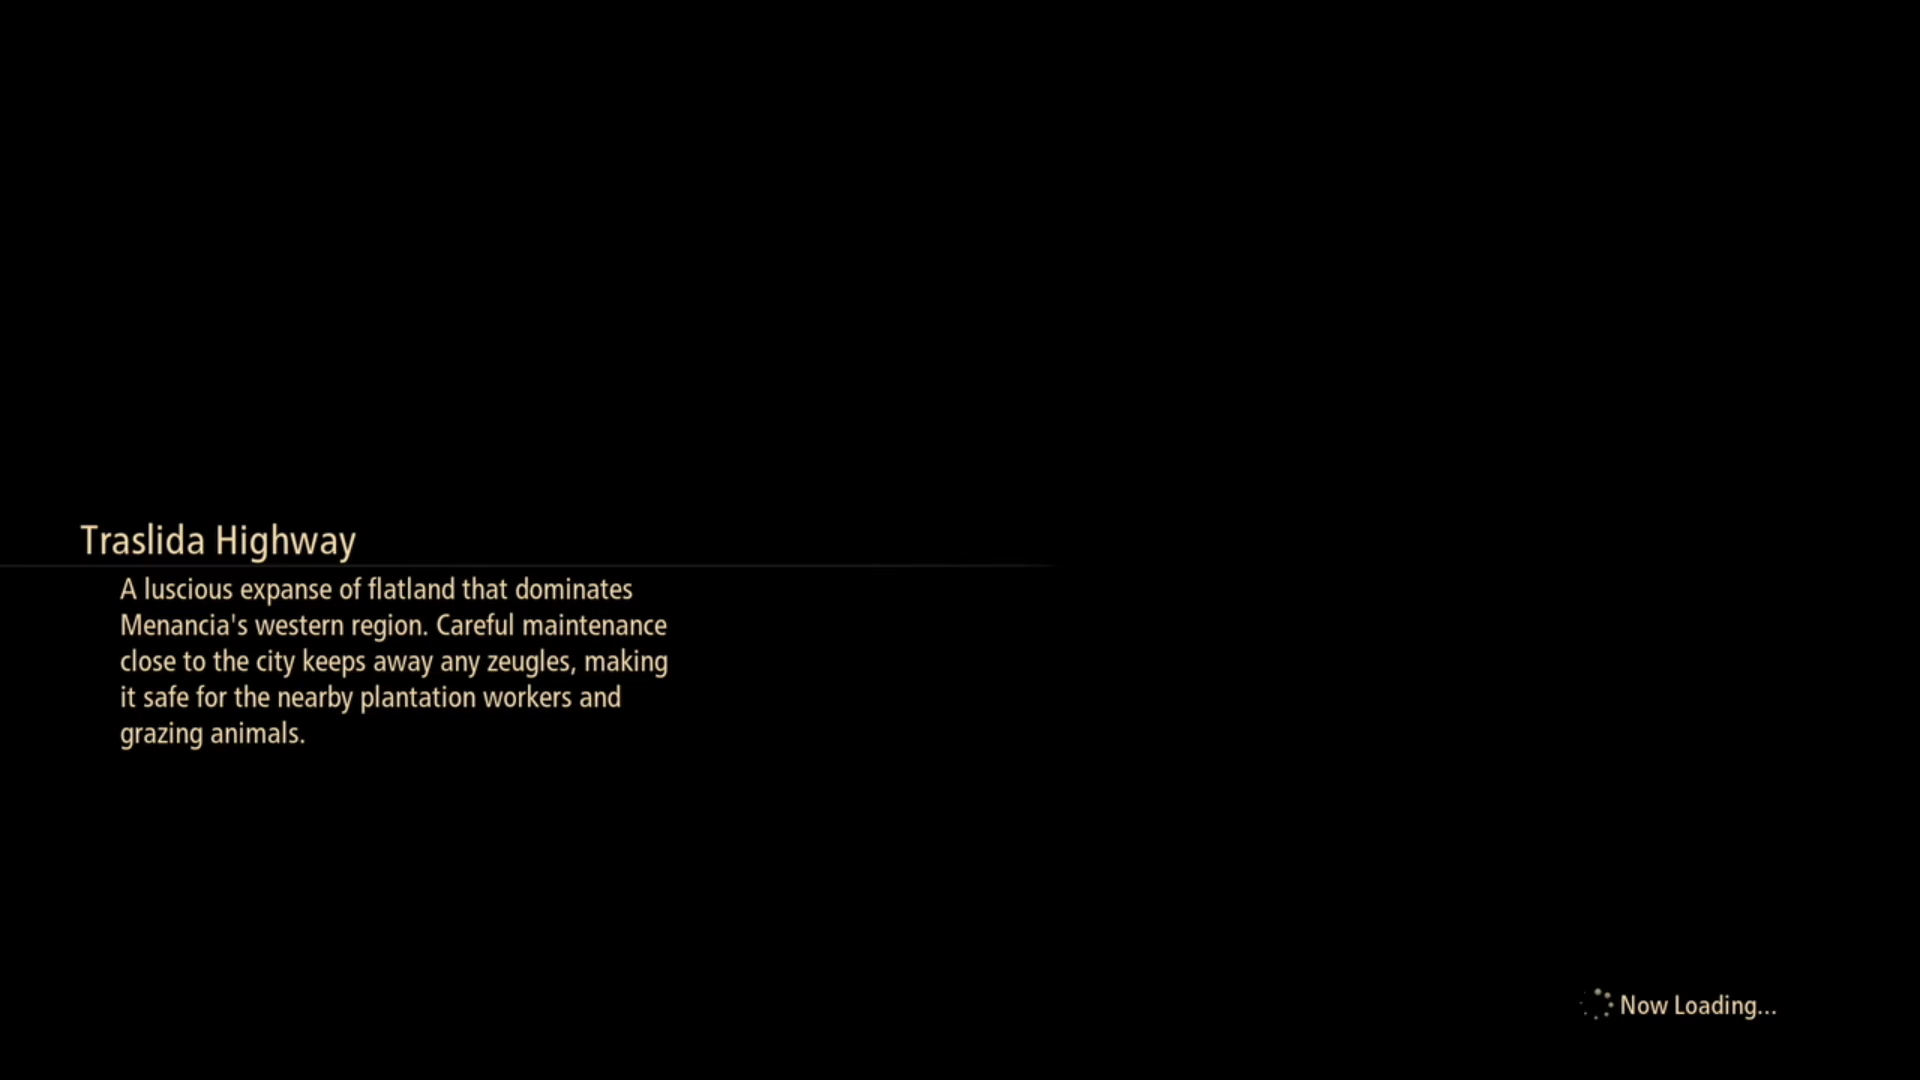 Traslida Highway
A luscious expanse of flatland that dominates
Menancia's western region. Careful maintenance
close to the city keeps away any zeugles, making
it safe for the nearby plantation workers and
grazing animals.
Now Loading...